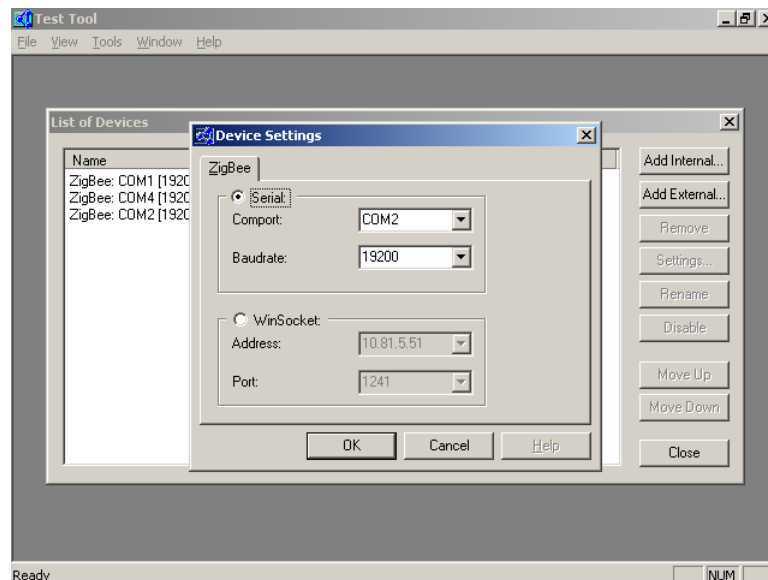 Test Tool
File View Tools Window Help
List of Devices
Name
ZigBee: COM1 [1920
ZigBee: COM4 [1920
ZigBee: COM2 [1920
Device Settings
ZigBee
Serial:
Comport: COM2
Baudrate: 19200
WinSocket:
Address: 10.81.5.51
Port: 1241
OK Cancel Help
Add Internal...
Add External...
Remove
Settings...
Rename
Disable
Move Up
Move Down
Close
Ready NUM